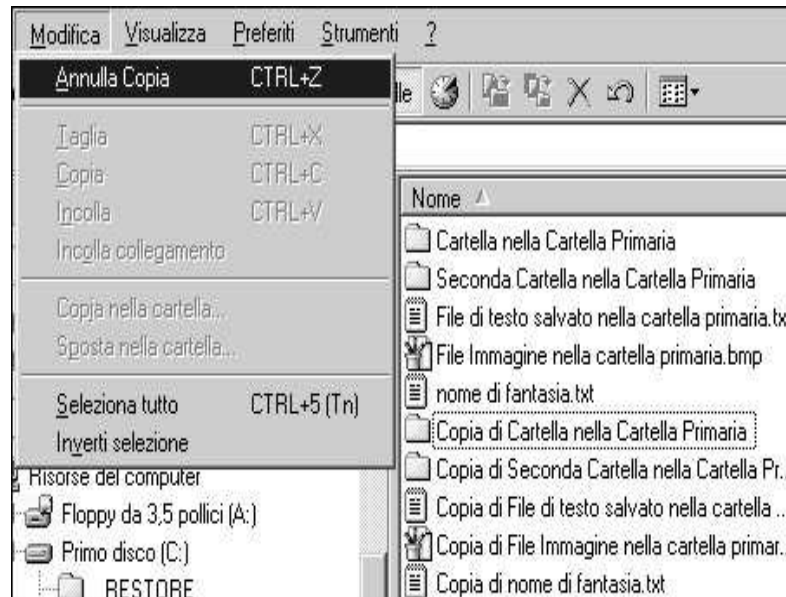 Modifica Visualizza Preferiti Strumenti ?
Annulla Copia CTRL+Z
Taglia CTRL+X
Copia CTRL+C
Incolla CTRL+V
Incolla collegamento
Copia nella cartella...
Sposta nella cartella...
Seleziona tutto CTRL+5 (Tn)
Inverti selezione
Risorse del computer
Floppy da 3,5 pollici (A:)
Primo disco (C:)
RESTORE
lle
Nome
Cartella nella Cartella Primaria
Seconda Cartella nella Cartella Primaria
File di testo salvato nella cartella primaria.tx
File Immagine nella cartella primaria.bmp
nome di fantasia.txt
Copia di Cartella nella Cartella Primaria
Copia di Seconda Cartella nella Cartella Pr...
Copia di File di testo salvato nella cartella ...
Copia di File Immagine nella cartella primar...
Copia di nome di fantasia.txt